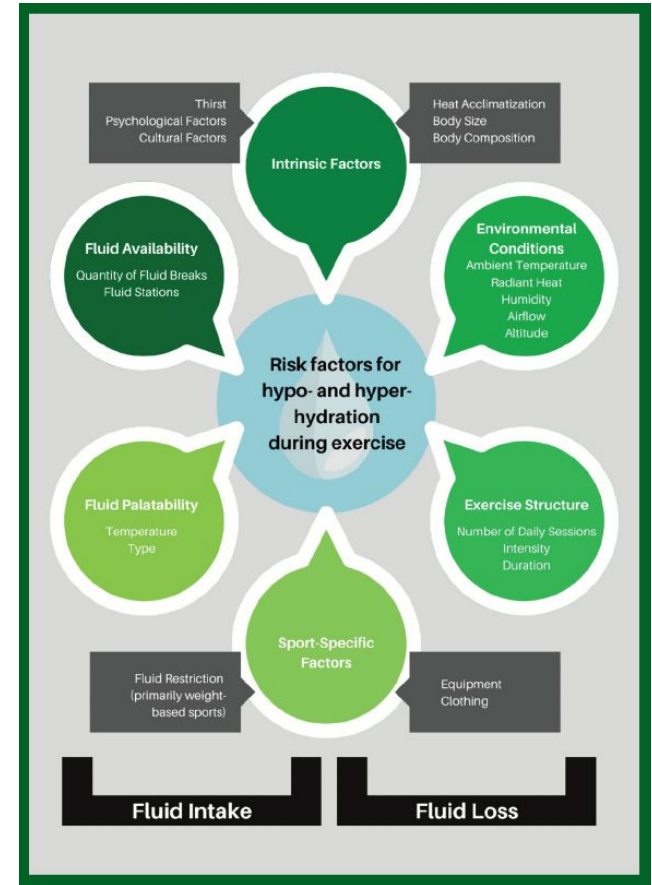 Thirst
Psychological Factors
Cultural Factors
Heat Acclimatization
Body Size
Body Composition
Intrinsic Factors
Fluid Availability
Quantity of Fluid Breaks
Fluid Stations
Environmental
Conditions
Ambient Temperature
Radiant Heat
Humidity
Airflow
Altitude
Risk factors for
hypo- and hyper-
hydration
during exercise
Fluid Palatability
Temperature
Type
Exercise Structure
Number of Daily Sessions
Intensity
Duration
Sport-Specific
Factors
Fluid Restriction
(primarily weight-
based sports)
Equipment
Clothing
Fluid Intake
Fluid Loss